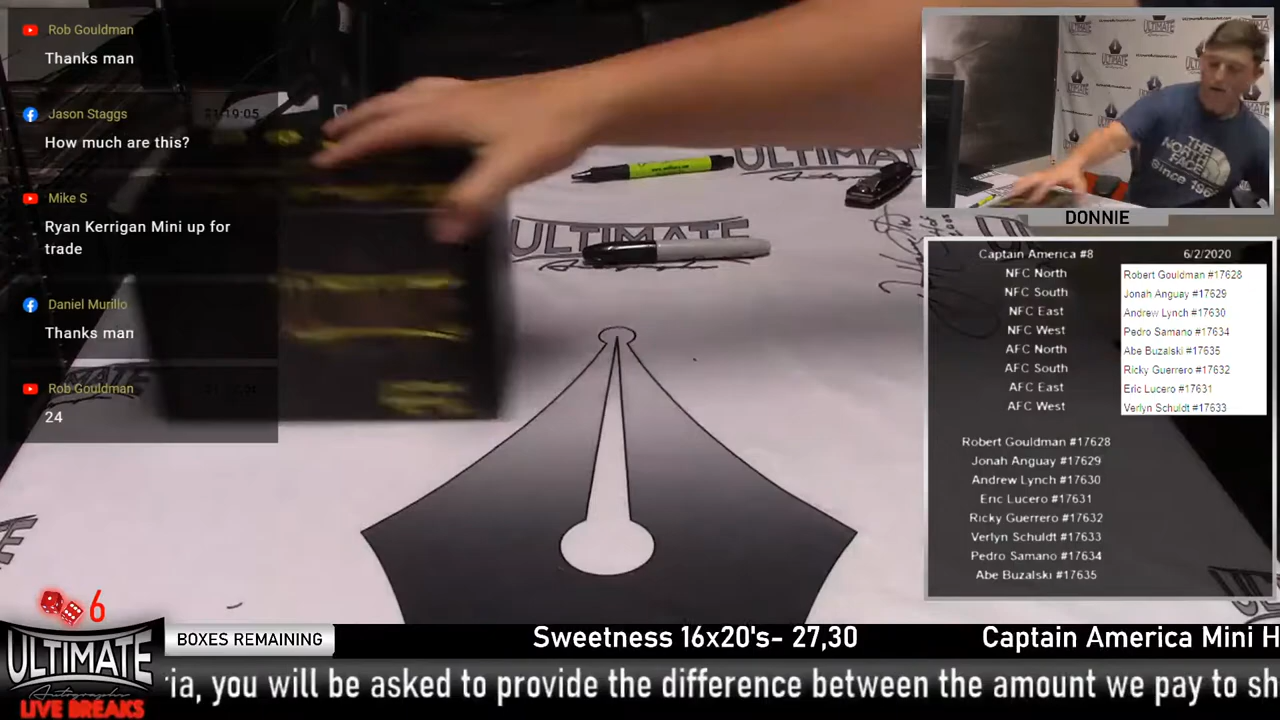 Rob Gouldman
Thanks man
Jason Staggs
How much are this?
Mike S
Ryan Kerrigan Mini up for
trade
Daniel Murillo
Thanks man
Rob Gouldman
24
ULTIMATE
ULTIMATE
ULTIMATE
THE
NORTH
FACE
DONNIE
Captain America #8 6/2/2020
NFC North Robert Gouldman #17628
NFC South Jonah Anguay #17629
NFC East Andrew Lynch #17630
NFC West Pedro Samano #17634
AFC North Abe Buzalski #17635
AFC South Ricky Guerrero #17632
AFC East Eric Lucero #17631
AFC West Verlyn Schuldt #17633
Robert Gouldman #17628
Jonah Anguay #17629
Andrew Lynch #17630
Eric Lucero #17631
Ricky Guerrero #17632
Verlyn Schuldt #17633
Pedro Samano #17634
Abe Buzalski #17635
6
ULTIMATE
Autographs
LIVE BREAKS
BOXES REMAINING
Sweetness 16x20's- 27,30 Captain America Mini H
ria, you will be asked to provide the difference between the amount we pay to sh